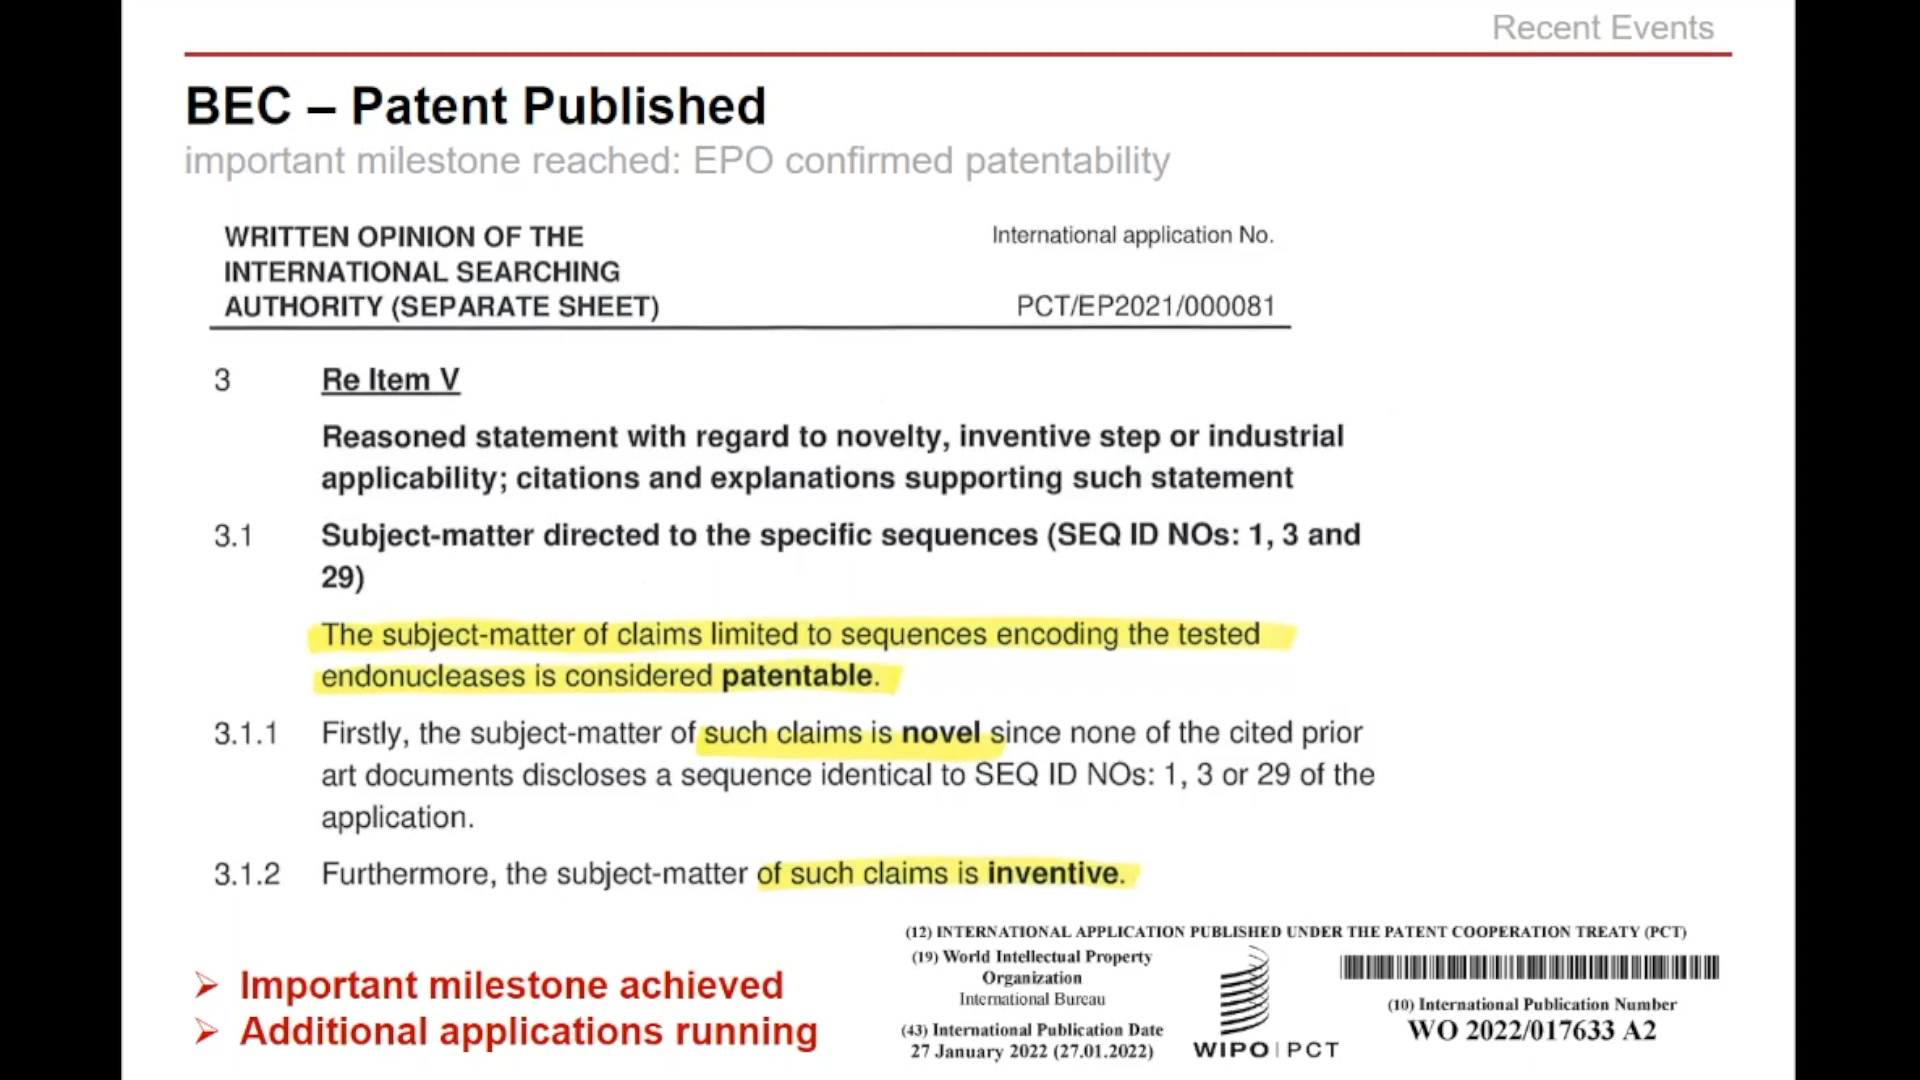 Recent Events
BEC – Patent Published
important milestone reached: EPO confirmed patentability
WRITTEN OPINION OF THE
INTERNATIONAL SEARCHING
AUTHORITY (SEPARATE SHEET)
International application No.
PCT/EP2021/000081
3 Re Item V
Reasoned statement with regard to novelty, inventive step or industrial
applicability; citations and explanations supporting such statement
3.1 Subject-matter directed to the specific sequences (SEQ ID NOs: 1, 3 and
29)
The subject-matter of claims limited to sequences encoding the tested
endonucleases is considered patentable.
3.1.1 Firstly, the subject-matter of such claims is novel since none of the cited prior
art documents discloses a sequence identical to SEQ ID NOs: 1, 3 or 29 of the
application.
3.1.2 Furthermore, the subject-matter of such claims is inventive.
➢ Important milestone achieved
➢ Additional applications running
(12) INTERNATIONAL APPLICATION PUBLISHED UNDER THE PATENT COOPERATION TREATY (PCT)
(19) World Intellectual Property
Organization
International Bureau
(43) International Publication Date
27 January 2022 (27.01.2022)
WIPO | PCT
(10) International Publication Number
WO 2022/017633 A2